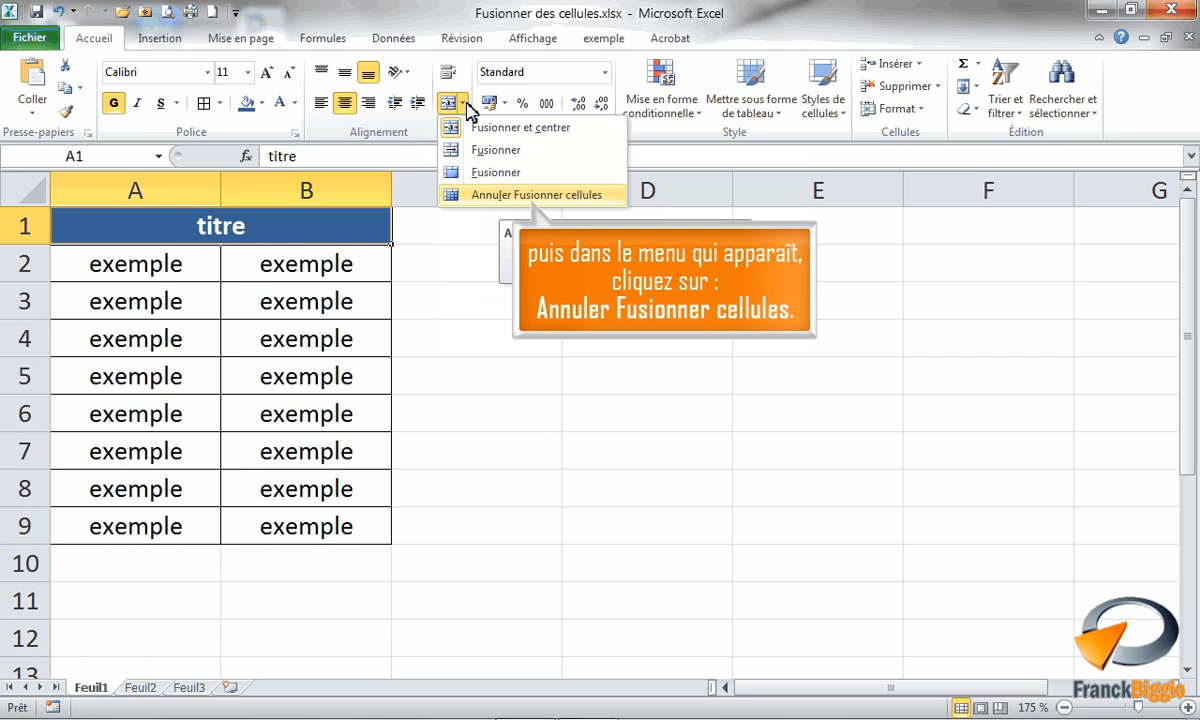 Fusionner des cellules.xlsx - Microsoft Excel
Fichier Accueil Insertion Mise en page Formules Données Révision Affichage exemple Acrobat
Coller
Presse-papiers
Calibri 11
G I S
Police
Alignement
Standard
% 000
Mise en forme conditionnelle
Mettre sous forme de tableau
Styles de cellules
Style
Insérer
Supprimer
Format
Cellules
Trier et filtrer
Rechercher et sélectionner
Édition
Fusionner et centrer
Fusionner
Fusionner
Annuler Fusionner cellules
A1 fx titre
A B D E F G
1 titre
2 exemple exemple
3 exemple exemple
4 exemple exemple
5 exemple exemple
6 exemple exemple
7 exemple exemple
8 exemple exemple
9 exemple exemple
10
11
12
13
puis dans le menu qui apparaît,
cliquez sur :
Annuler Fusionner cellules.
FranckBiggio
Feuil1 Feuil2 Feuil3
Prêt 175 %